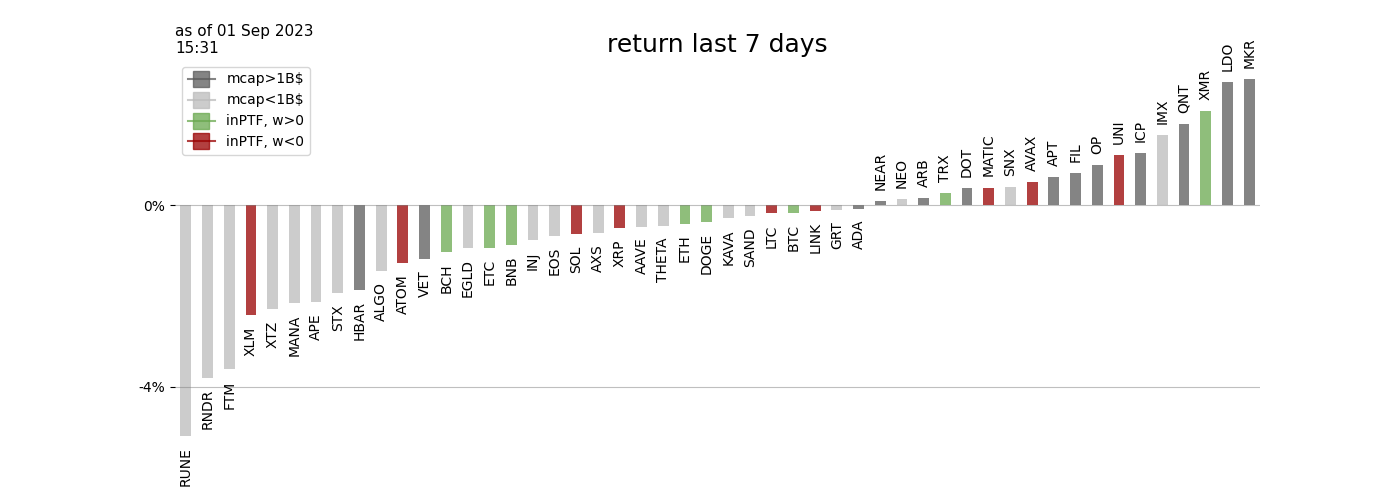 as of 01 Sep 2023
15:31
return last 7 days
mcap>1B$
mcap<1B$
inPTF, w>0
inPTF, w<0
0%
-4%
RUNE
RNDR
FTM
XLM
XTZ
MANA
APE
STX
HBAR
ALGO
ATOM
VET
BCH
EGLD
ETC
BNB
INJ
EOS
SOL
AXS
XRP
AAVE
THETA
ETH
DOGE
KAVA
SAND
LTC
BTC
LINK
GRT
ADA
NEAR
NEO
ARB
TRX
DOT
MATIC
SNX
AVAX
APT
FIL
OP
UNI
ICP
IMX
QNT
XMR
LDO
MKR